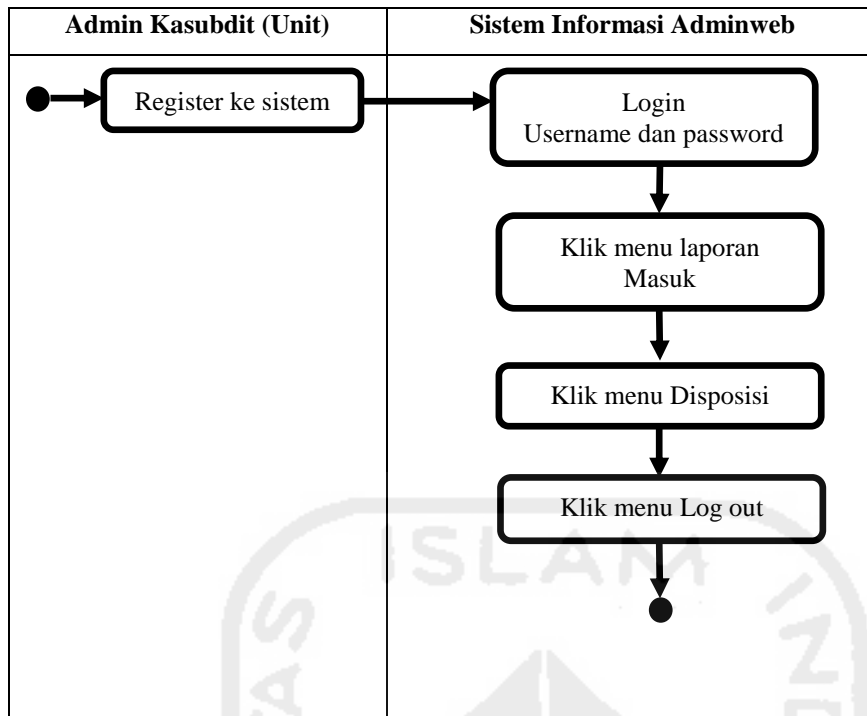 Admin Kasubdit (Unit)
Sistem Informasi Adminweb
Register ke sistem
Login
Username dan password
Klik menu laporan
Masuk
Klik menu Disposisi
Klik menu Log out
ISLAM